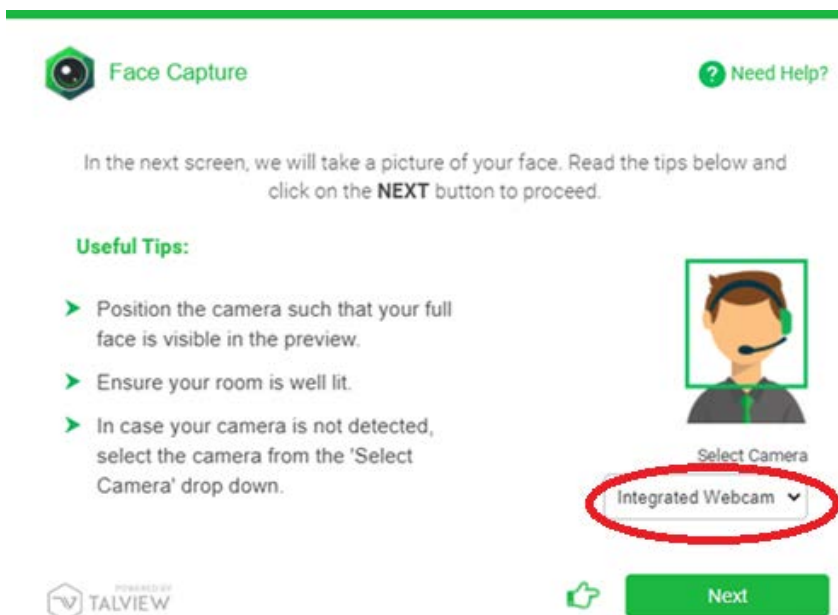 Face Capture
? Need Help?
In the next screen, we will take a picture of your face. Read the tips below and
click on the NEXT button to proceed.
Useful Tips:
Position the camera such that your full
face is visible in the preview.
Ensure your room is well lit.
In case your camera is not detected,
select the camera from the 'Select
Camera' drop down.
Select Camera
Integrated Webcam
POWERED BY
TALVIEW
Next